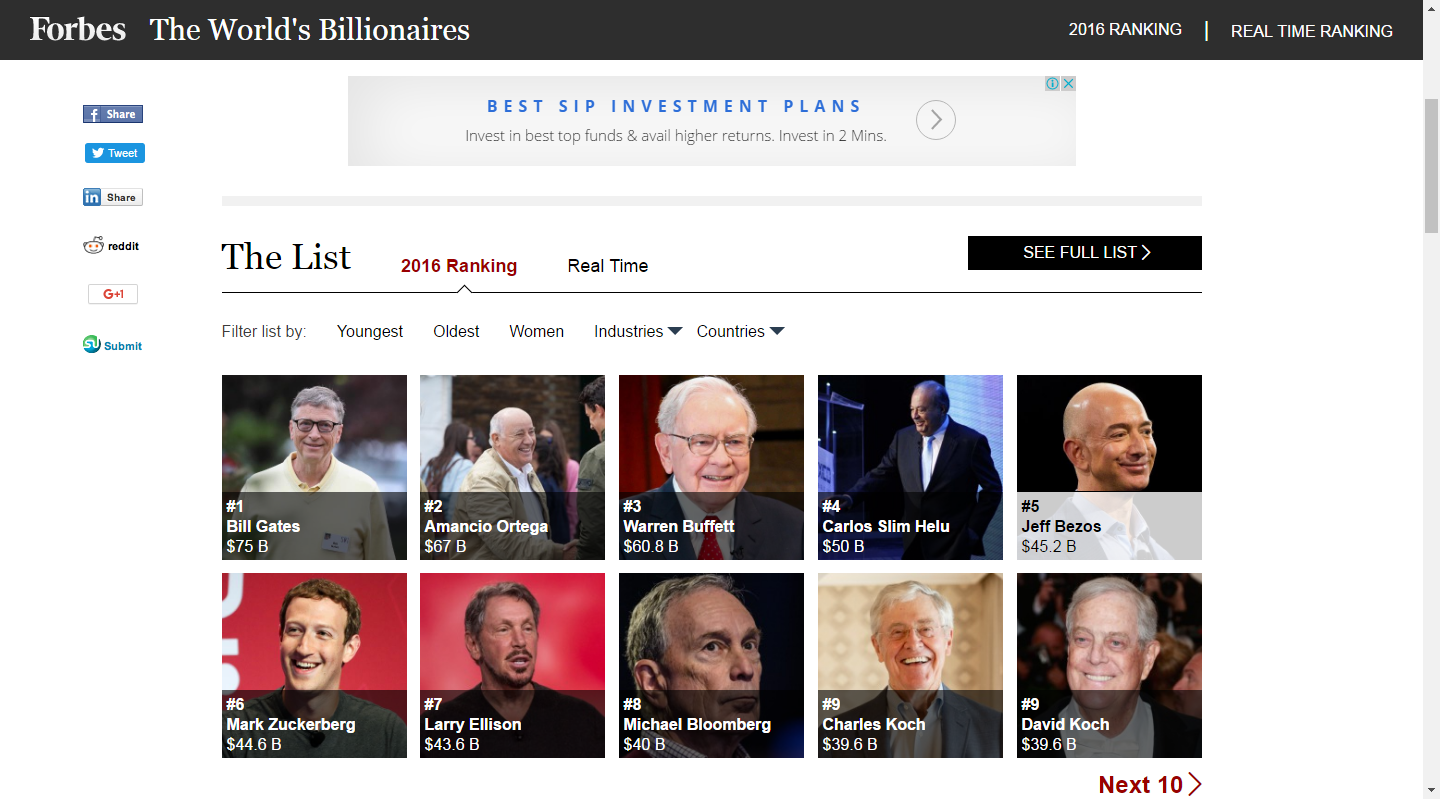 Forbes The World's Billionaires
2016 RANKING | REAL TIME RANKING
BEST SIP INVESTMENT PLANS
Invest in best top funds & avail higher returns. Invest in 2 Mins.
f Share
Tweet
in Share
reddit
G+1
Submit
The List
2016 Ranking
Real Time
SEE FULL LIST
Filter list by: Youngest Oldest Women Industries Countries
#1
Bill Gates
$75 B
#2
Amancio Ortega
$67 B
#3
Warren Buffett
$60.8 B
#4
Carlos Slim Helu
$50 B
#5
Jeff Bezos
$45.2 B
#6
Mark Zuckerberg
$44.6 B
#7
Larry Ellison
$43.6 B
#8
Michael Bloomberg
$40 B
#9
Charles Koch
$39.6 B
#9
David Koch
$39.6 B
Next 10